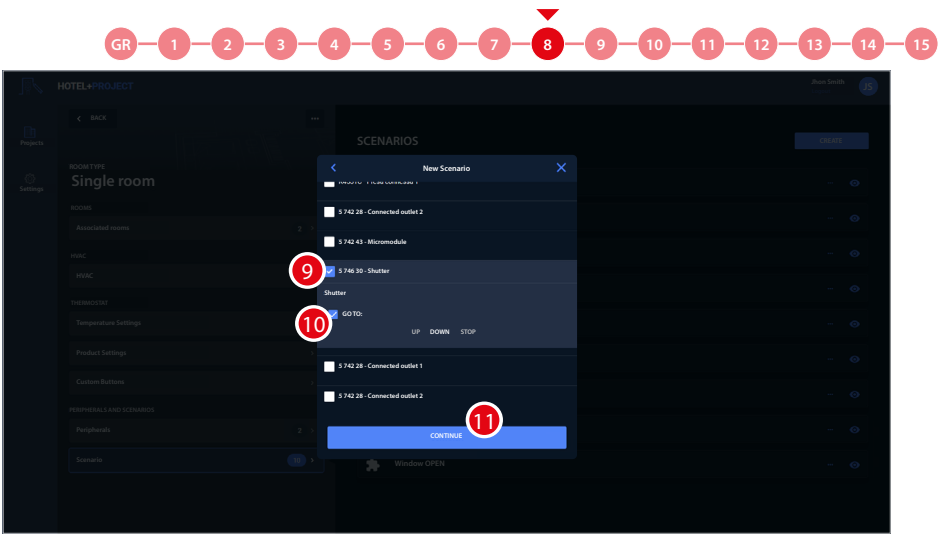 GR 1 2 3 4 5 6 7 8 9 10 11 12 13 14 15
HOTEL+PROJECT
Jhon Smith
JS
BACK
Projects
Settings
ROOM TYPE
Single room
ROOMS
Associated rooms 2
HVAC
HVAC
THERMOSTAT
Temperature Settings
Product Settings
Custom Buttons
PERIPHERALS AND SCENARIOS
Peripherals 2
Scenario
SCENARIOS
CREATE
New Scenario
5 742 28 - Connected outlet 2
5 742 43 - Micromodule
9
5 746 30 - Shutter
Shutter
10
GO TO:
UP DOWN STOP
5 742 28 - Connected outlet 1
5 742 28 - Connected outlet 2
11
CONTINUE
Window OPEN